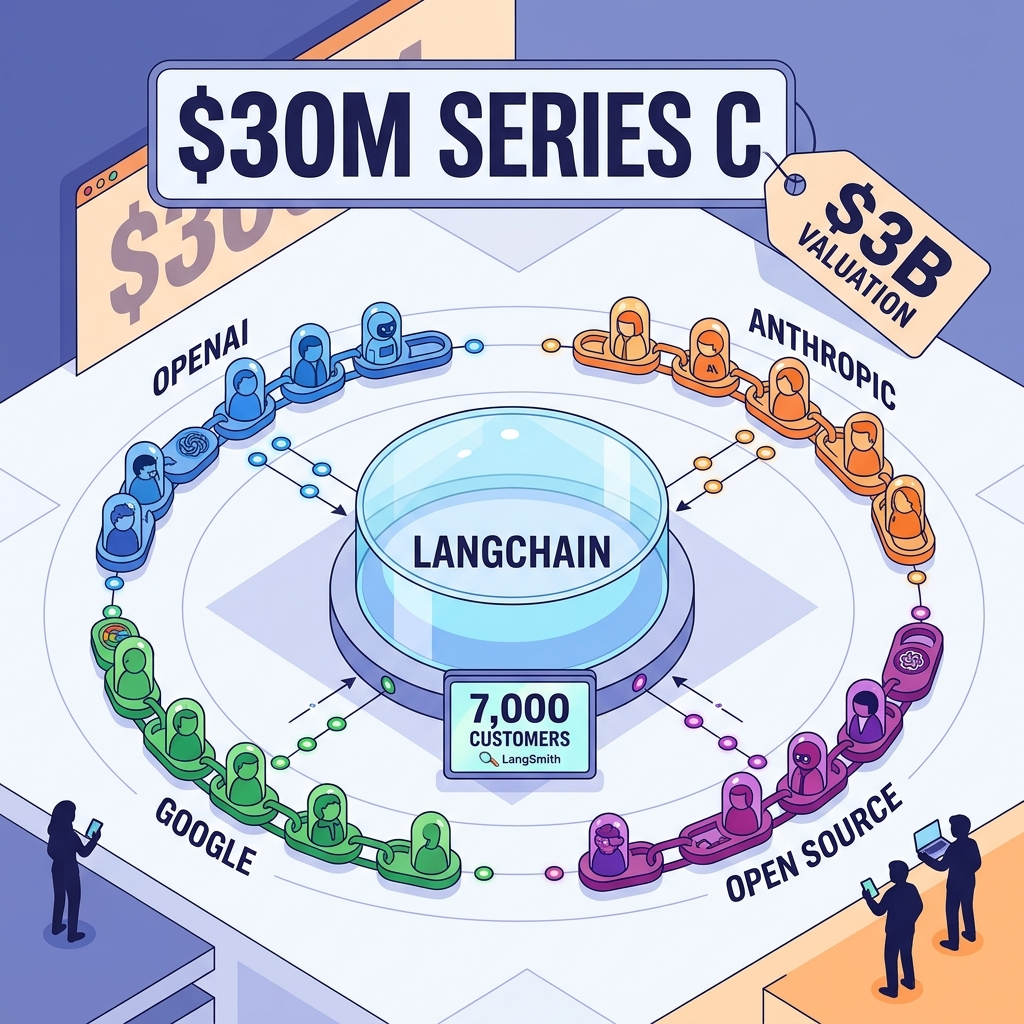 $30M SERIES C
$3B
VALUATION
OPENAI
ANTHROPIC
LANGCHAIN
7,000
CUSTOMERS
LangSmith
GOOGLE
OPEN SOURCE